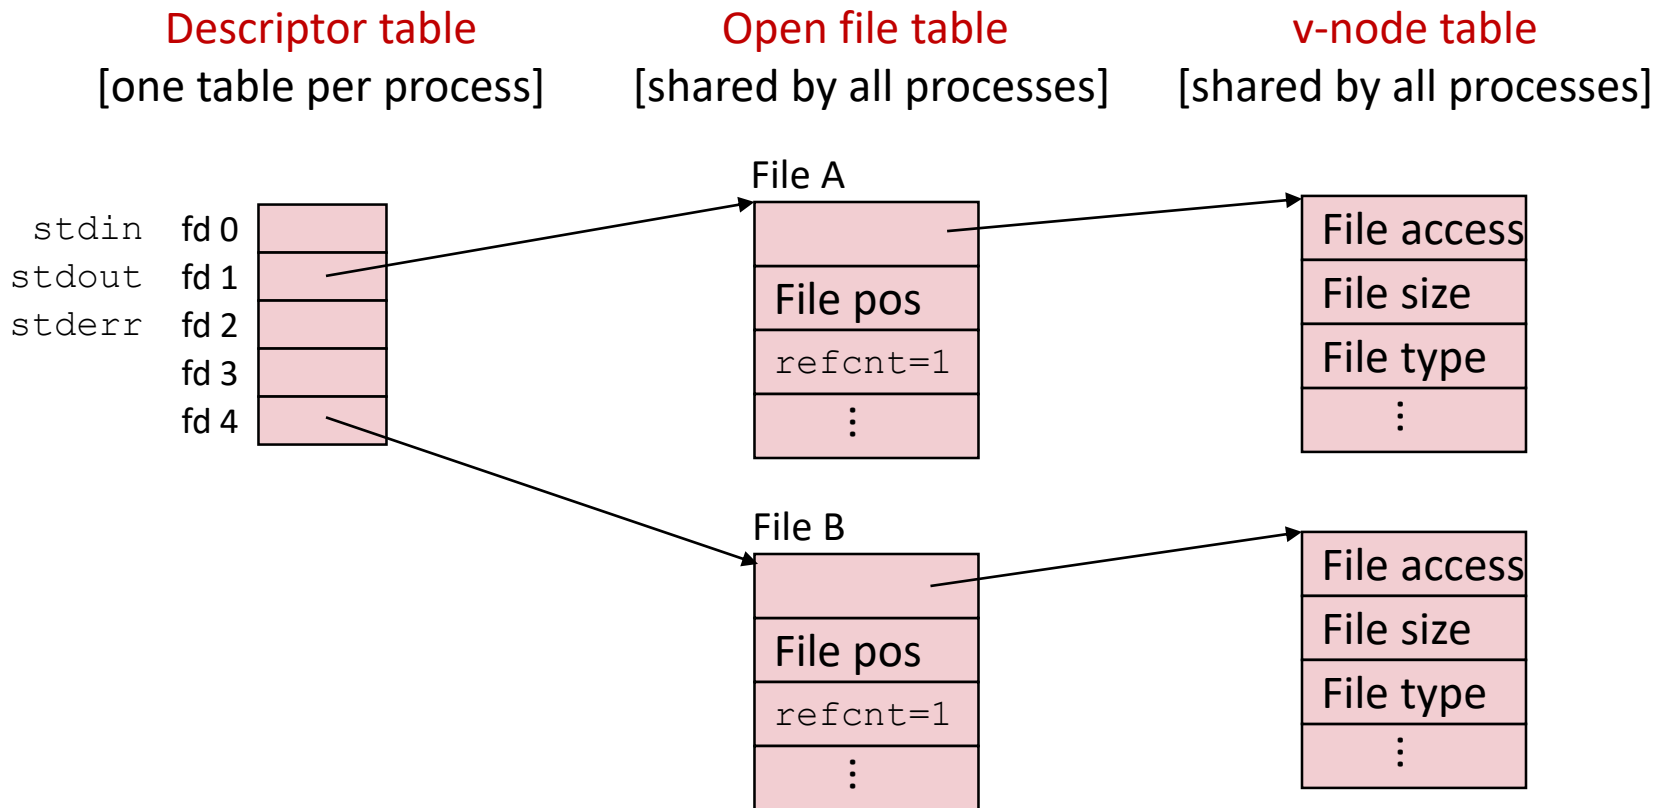 Descriptor table
[one table per process]
Open file table
[shared by all processes]
v-node table
[shared by all processes]
stdin fd 0
stdout fd 1
stderr fd 2
fd 3
fd 4
File A
File pos
refcnt=1
⋮
File access
File size
File type
⋮
File B
File pos
refcnt=1
⋮
File access
File size
File type
⋮